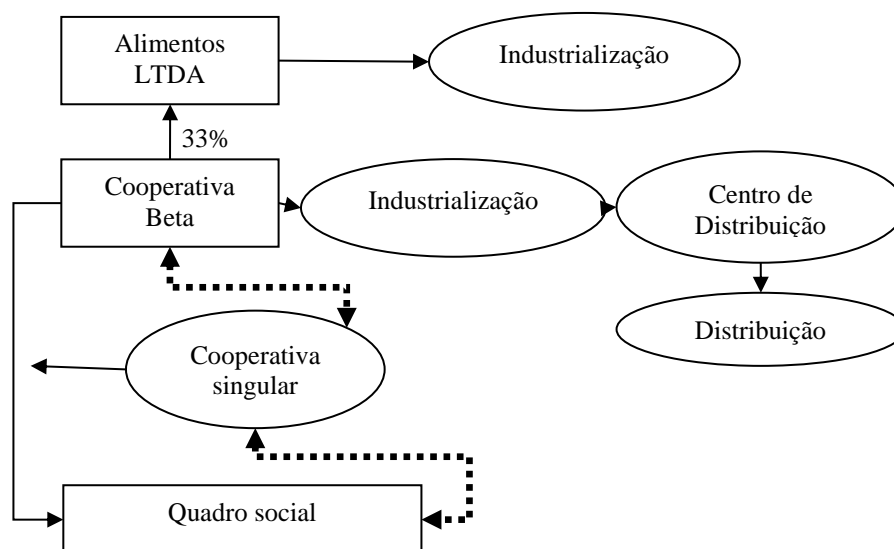 Alimentos
LTDA
Industrialização
33%
Cooperativa
Beta
Industrialização
Centro de
Distribuição
Distribuição
Cooperativa
singular
Quadro social